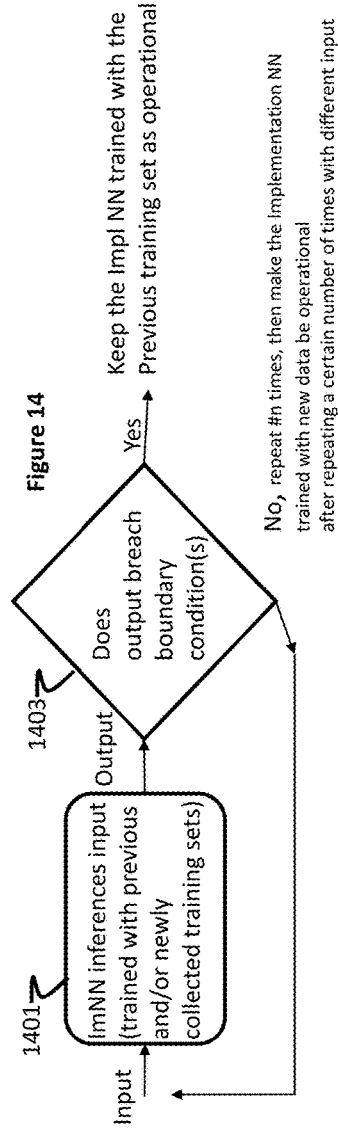 Figure 14
1401
1403
Input
ImNN inferences input
(trained with previous
and/or newly
collected training sets)
Output
Does
output breach
boundary
condition(s)
Yes
Keep the Impl NN trained with the
Previous training set as operational
No, repeat #n times, then make the Implementation NN
trained with new data be operational
after repeating a certain number of times with different input